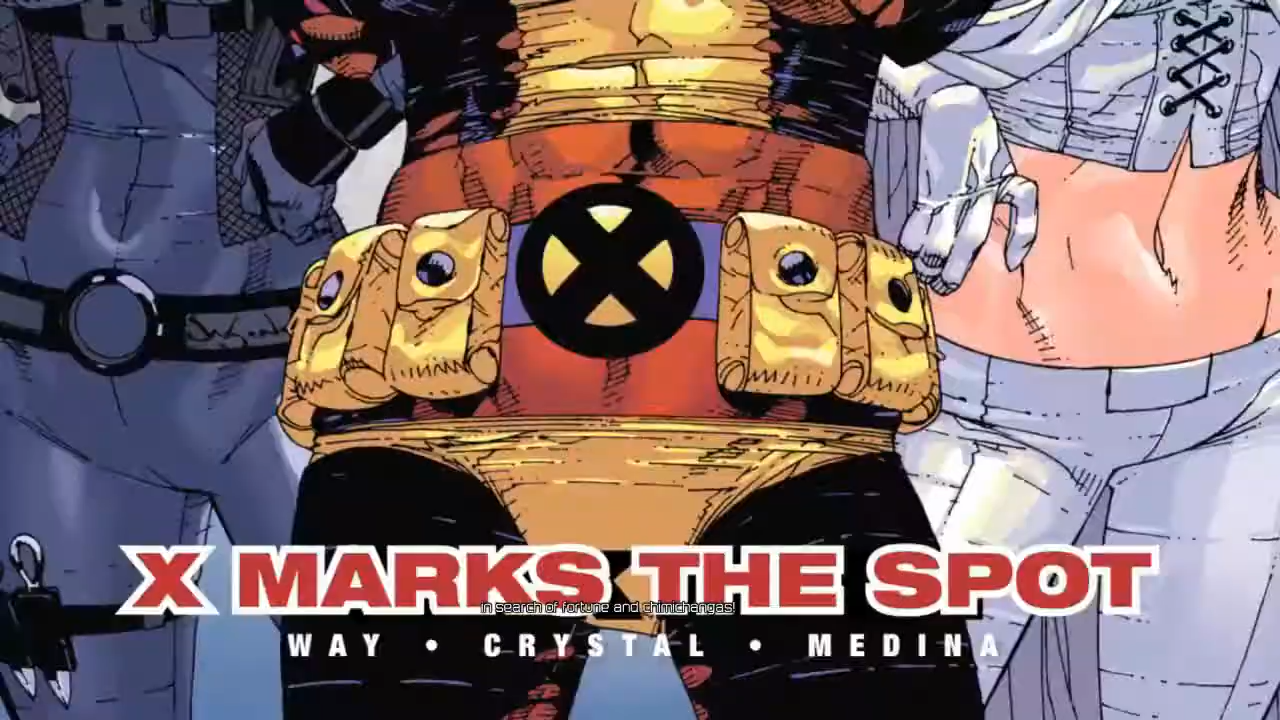 X MARKS THE SPOT
in search of fortune and chimichangas!
WAY • CRYSTAL • MEDINA